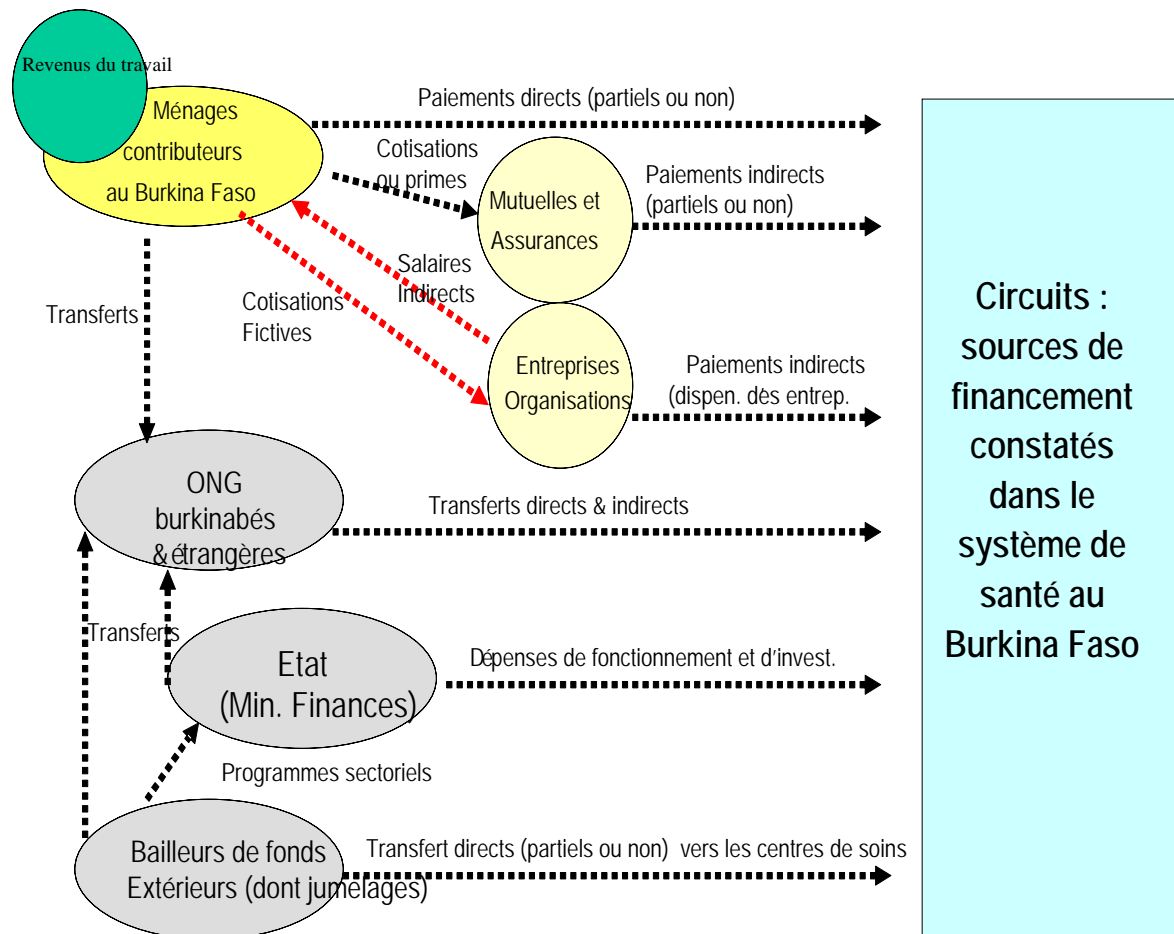 Revenus du travail
Ménages
contributeurs
au Burkina Faso
Paiements directs (partiels ou non)
Cotisations
ou primes
Mutuelles et
Assurances
Paiements indirects
(partiels ou non)
Salaires
Indirects
Cotisations
Fictives
Transferts
Entreprises
Organisations
Paiements indirects
(dispen. des entrep.
ONG
burkinabés
& étrangères
Transferts directs & indirects
Transferts
Etat
(Min. Finances)
Dépenses de fonctionnement et d'invest.
Programmes sectoriels
Bailleurs de fonds
Extérieurs (dont jumelages)
Transfert directs (partiels ou non) vers les centres de soins
Circuits :
sources de
financement
constatés
dans le
système de
santé au
Burkina Faso